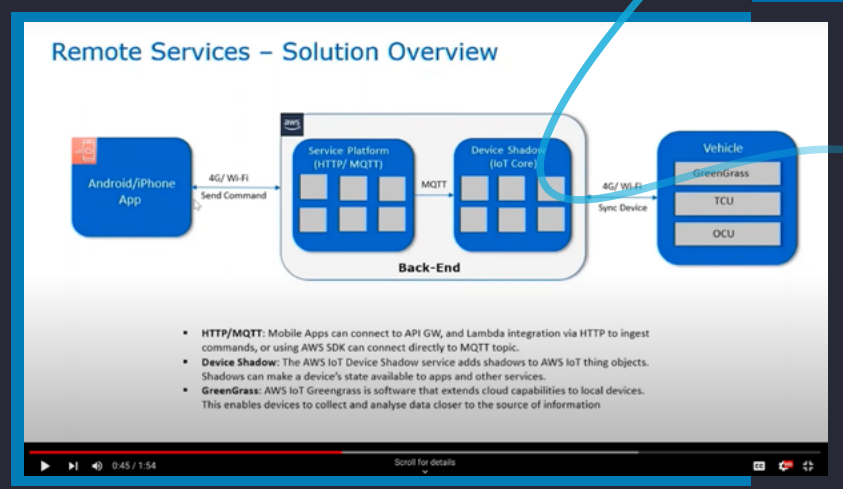 Remote Services – Solution Overview
aws
Service Platform
(HTTP/ MQTT)
Device Shadow
(IoT Core)
Vehicle
GreenGrass
TCU
OCU
Android/iPhone
App
4G/ Wi-Fi
Send Command
MQTT
4G/ Wi-Fi
Sync Device
Back-End
▪ HTTP/MQTT: Mobile Apps can connect to API GW, and Lambda integration via HTTP to ingest
commands, or using AWS SDK can connect directly to MQTT topic.
▪ Device Shadow: The AWS IoT Device Shadow service adds shadows to AWS IoT thing objects.
Shadows can make a device's state available to apps and other services.
▪ GreenGrass: AWS IoT Greengrass is software that extends cloud capabilities to local devices.
This enables devices to collect and analyse data closer to the source of information
0:45 / 1:54
Scroll for details
CC
HD